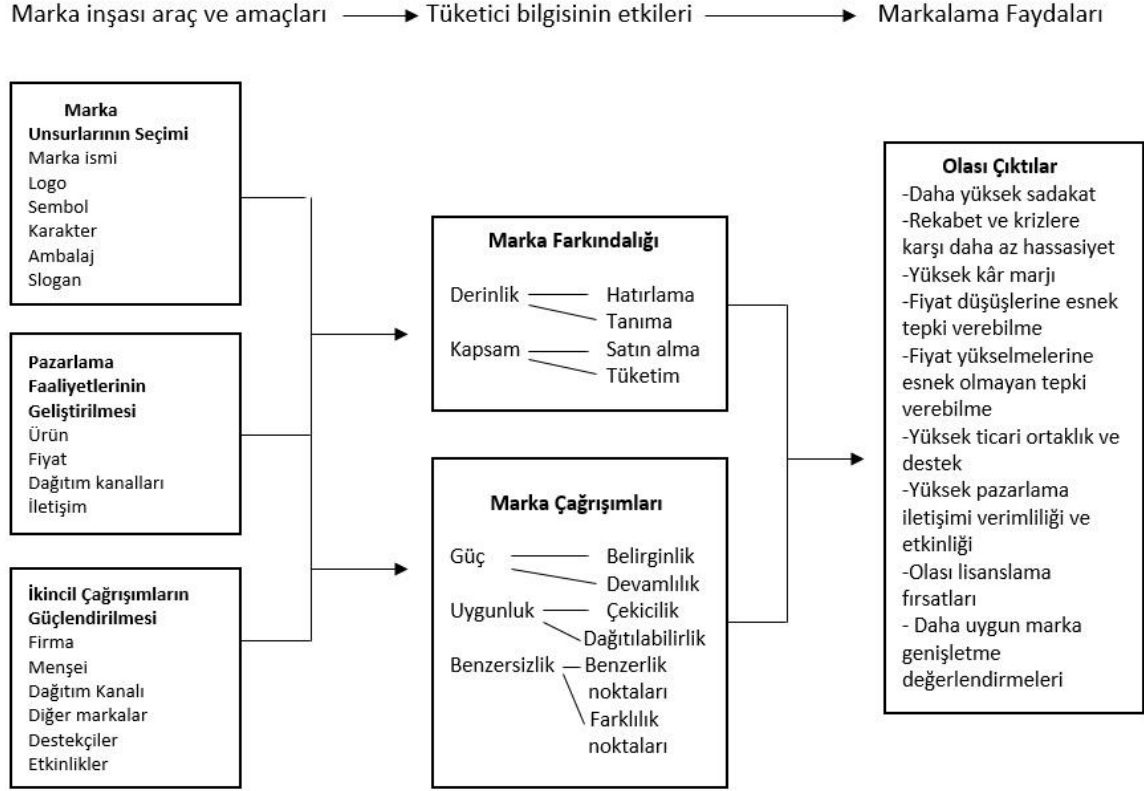 Marka inşası araç ve amaçları
Tüketici bilgisinin etkileri
Markalama Faydaları
Marka
Unsurlarının Seçimi
Marka ismi
Logo
Sembol
Karakter
Ambalaj
Slogan
Pazarlama
Faaliyetlerinin
Geliştirilmesi
Ürün
Fiyat
Dağıtım kanalları
İletişim
İkincil Çağrışımların
Güçlendirilmesi
Firma
Menşei
Dağıtım Kanalı
Diğer markalar
Destekçiler
Etkinlikler
Marka Farkındalığı
Derinlik Hatırlama
Tanıma
Kapsam Satın alma
Tüketim
Marka Çağrışımları
Güç Belirginlik
Devamlılık
Uygunluk Çekicilik
Dağıtılabilirlik
Benzersizlik Benzerlik
noktaları
Farklılık
noktaları
Olası Çıktılar
-Daha yüksek sadakat
-Rekabet ve krizlere
karşı daha az hassasiyet
-Yüksek kâr marjı
-Fiyat düşüşlerine esnek
tepki verebilme
-Fiyat yükselmelerine
esnek olmayan tepki
verebilme
-Yüksek ticari ortaklık ve
destek
-Yüksek pazarlama
iletişimi verimliliği ve
etkinliği
-Olası lisanslama
fırsatları
- Daha uygun marka
genişletme
değerlendirmeleri